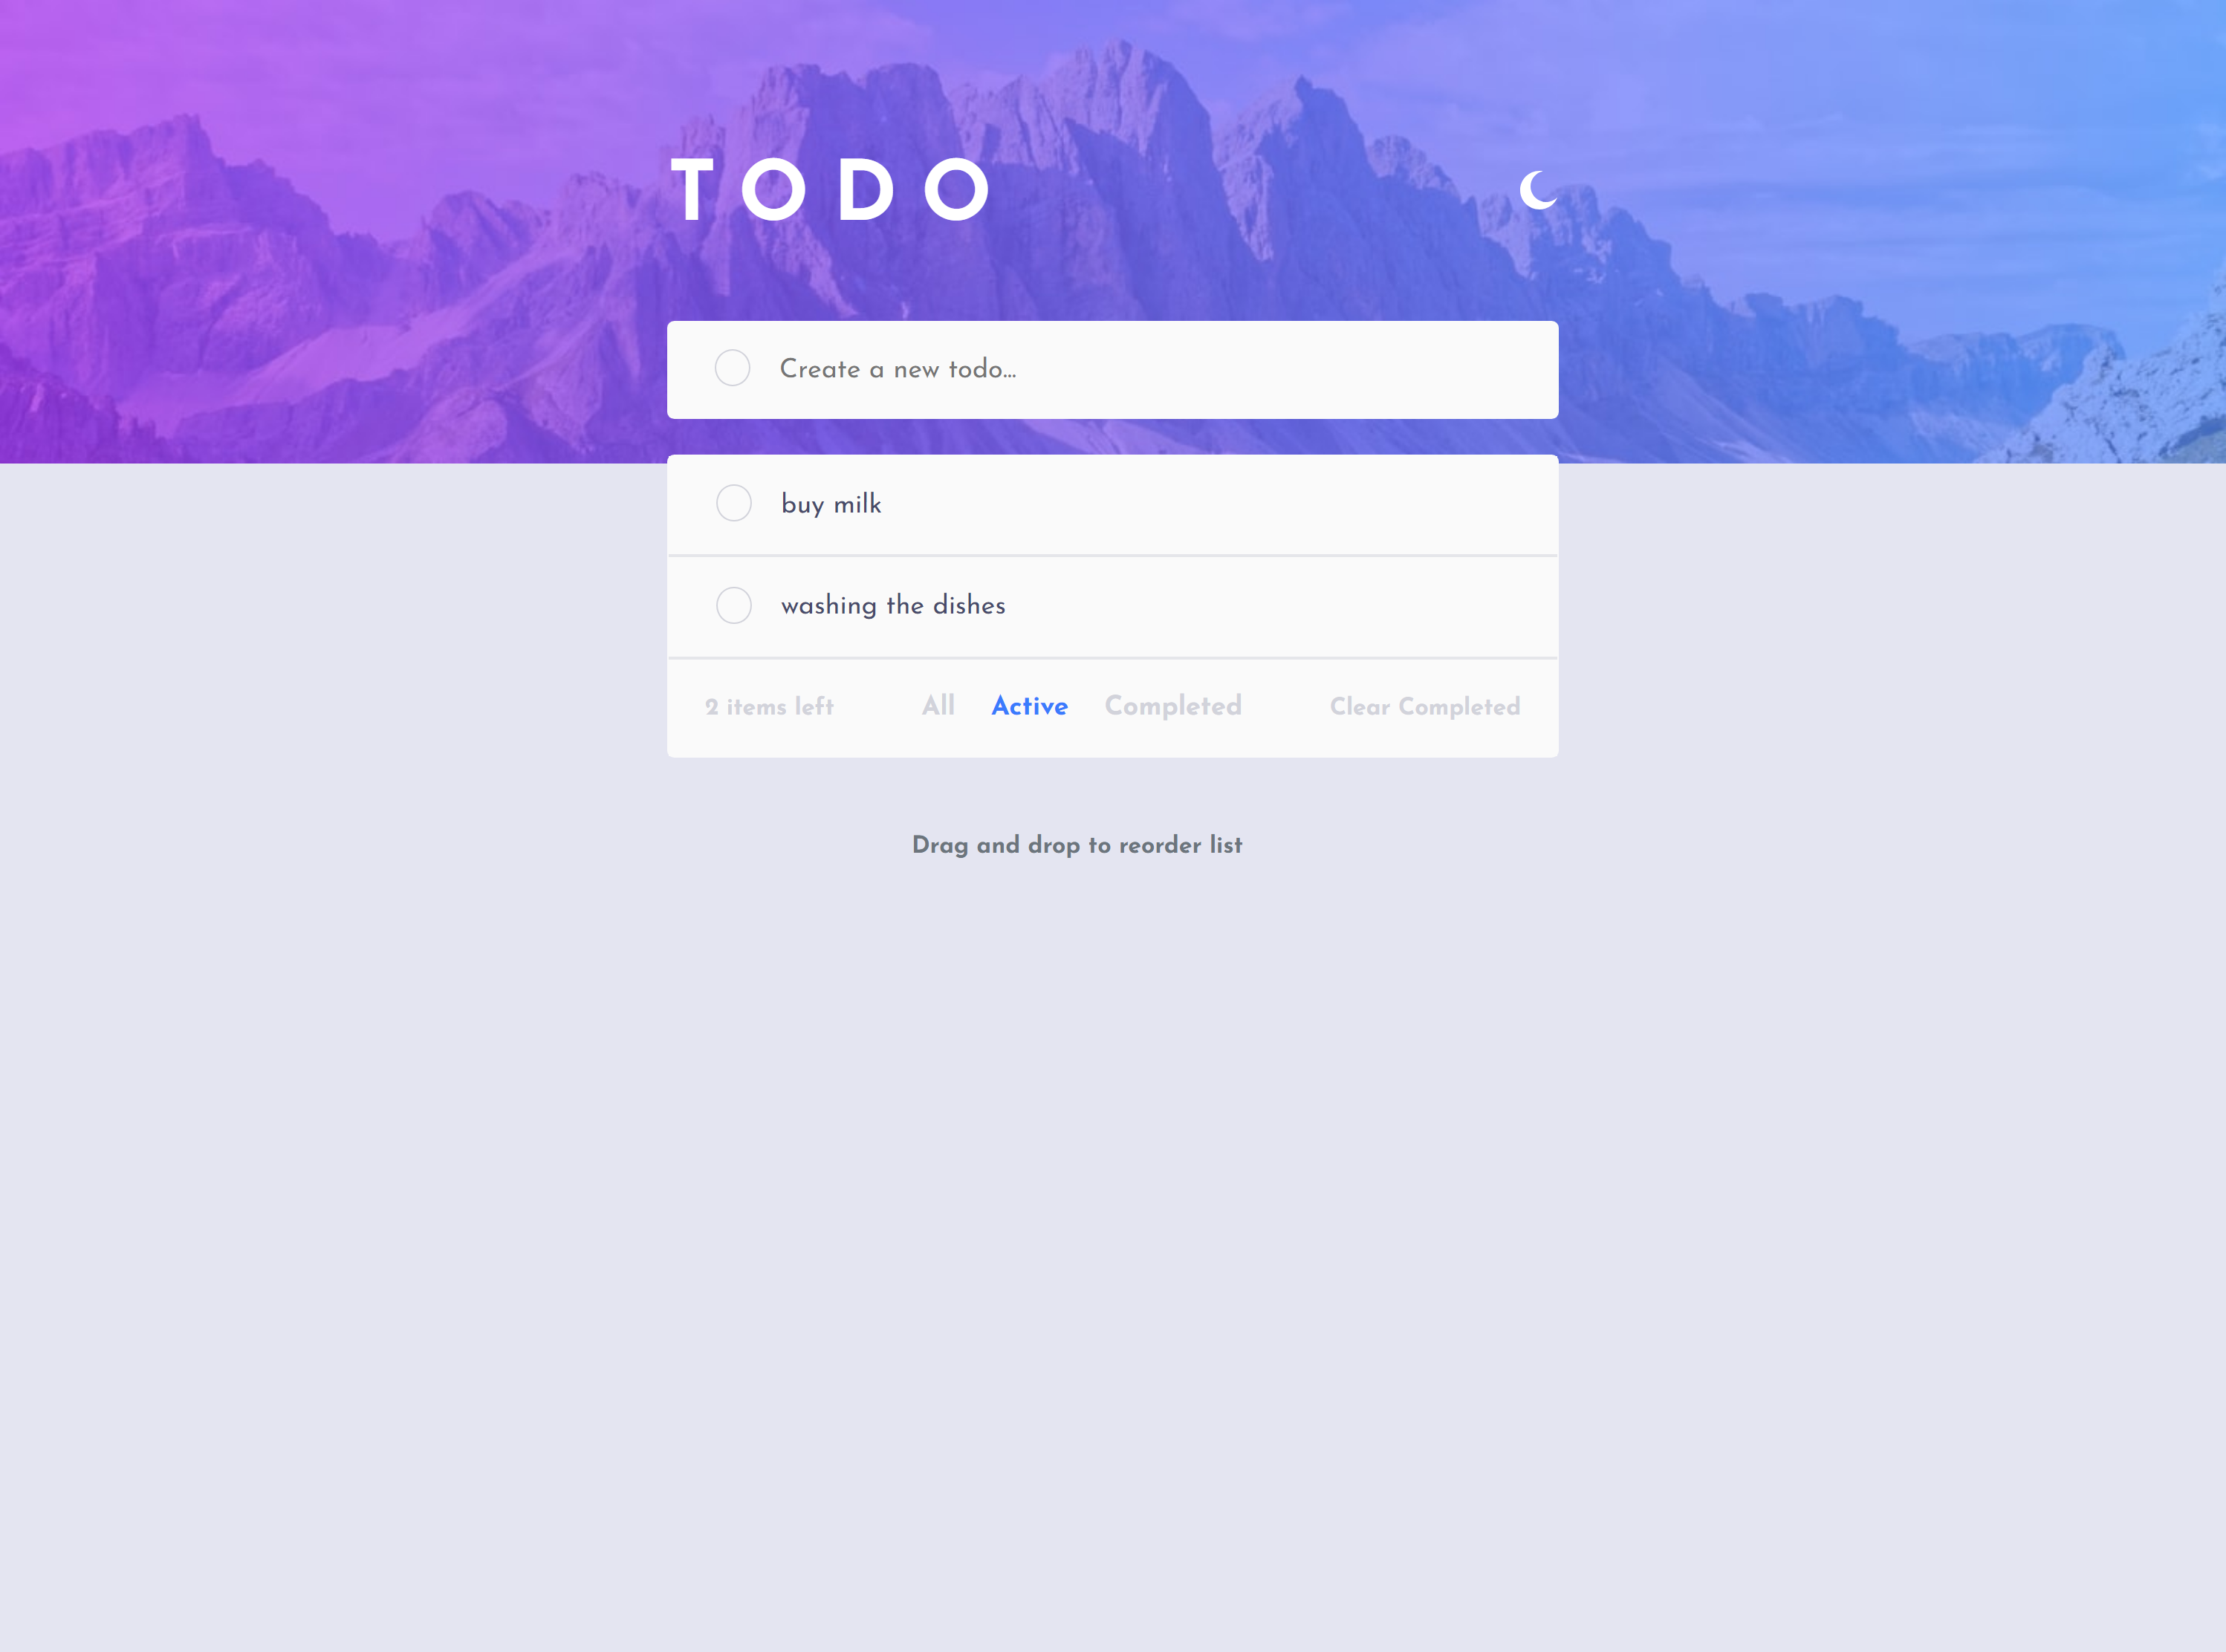 TODO
Create a new todo...
buy milk
washing the dishes
2 items left All Active Completed Clear Completed
Drag and drop to reorder list